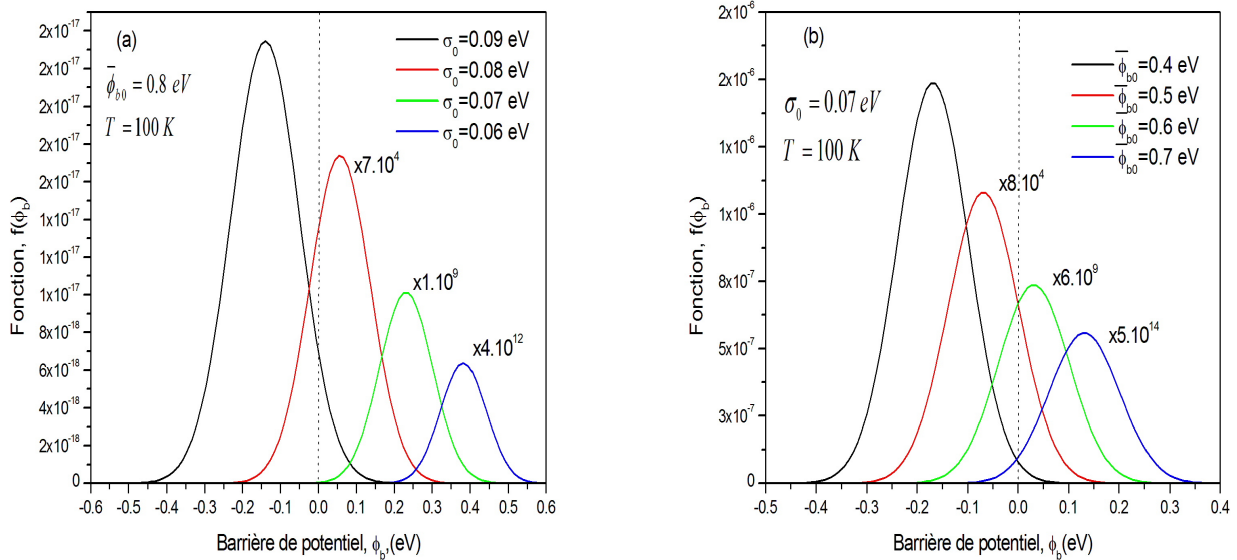 (a)
ϕ̄b0 = 0.8 eV
T = 100 K
σ0=0.09 eV
σ0=0.08 eV
σ0=0.07 eV
σ0=0.06 eV
x7.10^4
x1.10^9
x4.10^12
Fonction, f(ϕb)
2x10^-17
2x10^-17
2x10^-17
2x10^-17
2x10^-17
1x10^-17
1x10^-17
1x10^-17
8x10^-18
6x10^-18
4x10^-18
2x10^-18
0
-0.6 -0.5 -0.4 -0.3 -0.2 -0.1 0.0 0.1 0.2 0.3 0.4 0.5 0.6
Barrière de potentiel, ϕb,(eV)
(b)
σ0 = 0.07 eV
T = 100 K
ϕ̄b0=0.4 eV
ϕ̄b0=0.5 eV
ϕ̄b0=0.6 eV
ϕ̄b0=0.7 eV
x8.10^4
x6.10^9
x5.10^14
Fonction, f(ϕb)
2x10^-6
2x10^-6
1x10^-6
1x10^-6
8x10^-7
5x10^-7
3x10^-7
0
-0.5 -0.4 -0.3 -0.2 -0.1 0.0 0.1 0.2 0.3 0.4
Barrière de potentiel, ϕb(eV)